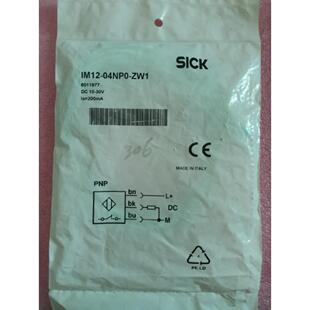 SICK
IM12-04NP0-ZW1
6011977
DC 10-30V
Ia=200mA
306
CE
MADE IN ITALY
PNP
bn
L+
bk
DC
bu
M
PE-LD